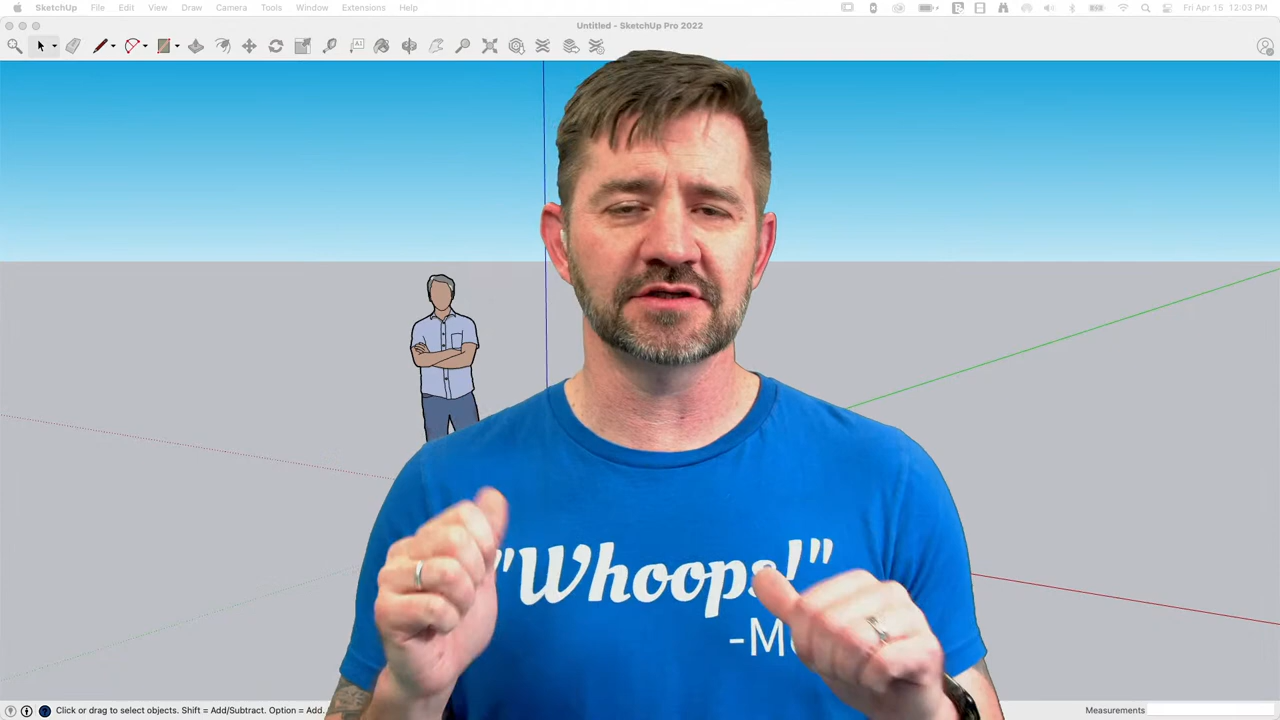 SketchUp File Edit View Draw Camera Tools Window Extensions Help Fri Apr 15 12:03 PM
Untitled - SketchUp Pro 2022
"Whoops!"
Click or drag to select objects. Shift = Add/Subtract. Option = Add. Measurements